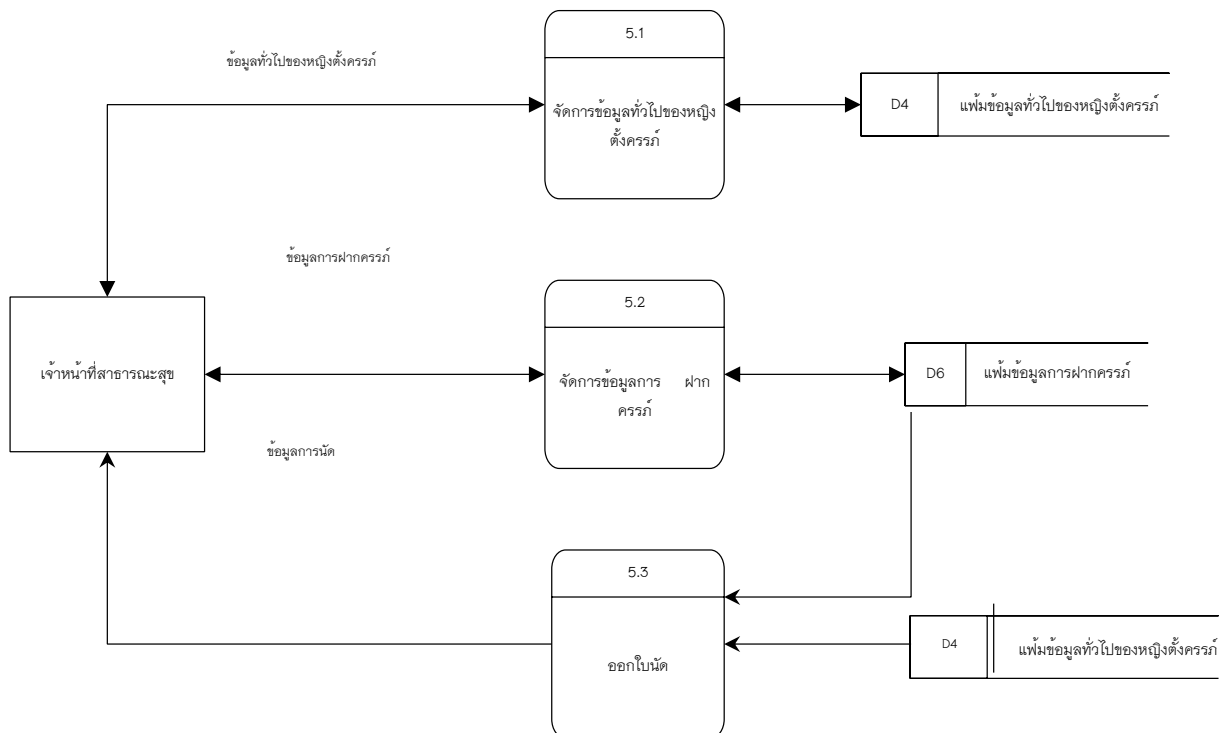 5.1
ข้อมูลทั่วไปของหญิงตั้งครรภ์
จัดการข้อมูลทั่วไปของหญิง
ตั้งครรภ์
D4
แฟ้มข้อมูลทั่วไปของหญิงตั้งครรภ์
ข้อมูลการฝากครรภ์
5.2
เจ้าหน้าที่สาธารณะสุข
จัดการข้อมูลการ ฝาก
ครรภ์
D6
แฟ้มข้อมูลการฝากครรภ์
ข้อมูลการนัด
5.3
ออกใบนัด
D4
แฟ้มข้อมูลทั่วไปของหญิงตั้งครรภ์